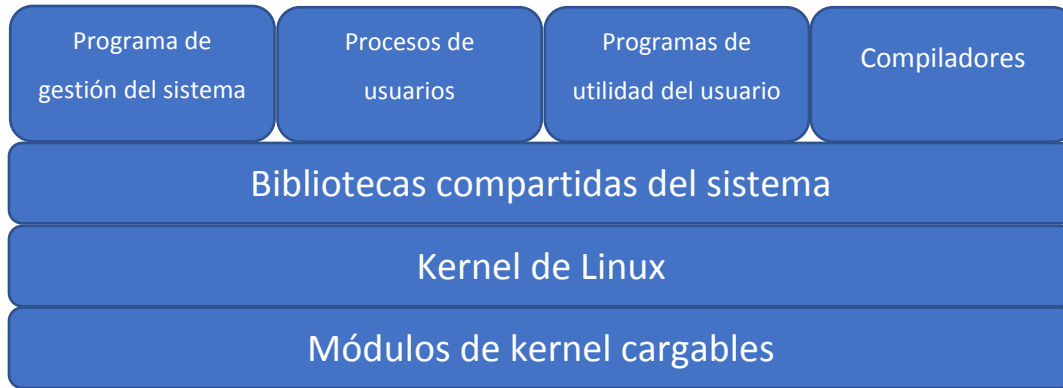 Programa de
gestión del sistema
Procesos de
usuarios
Programas de
utilidad del usuario
Compiladores
Bibliotecas compartidas del sistema
Kernel de Linux
Módulos de kernel cargables